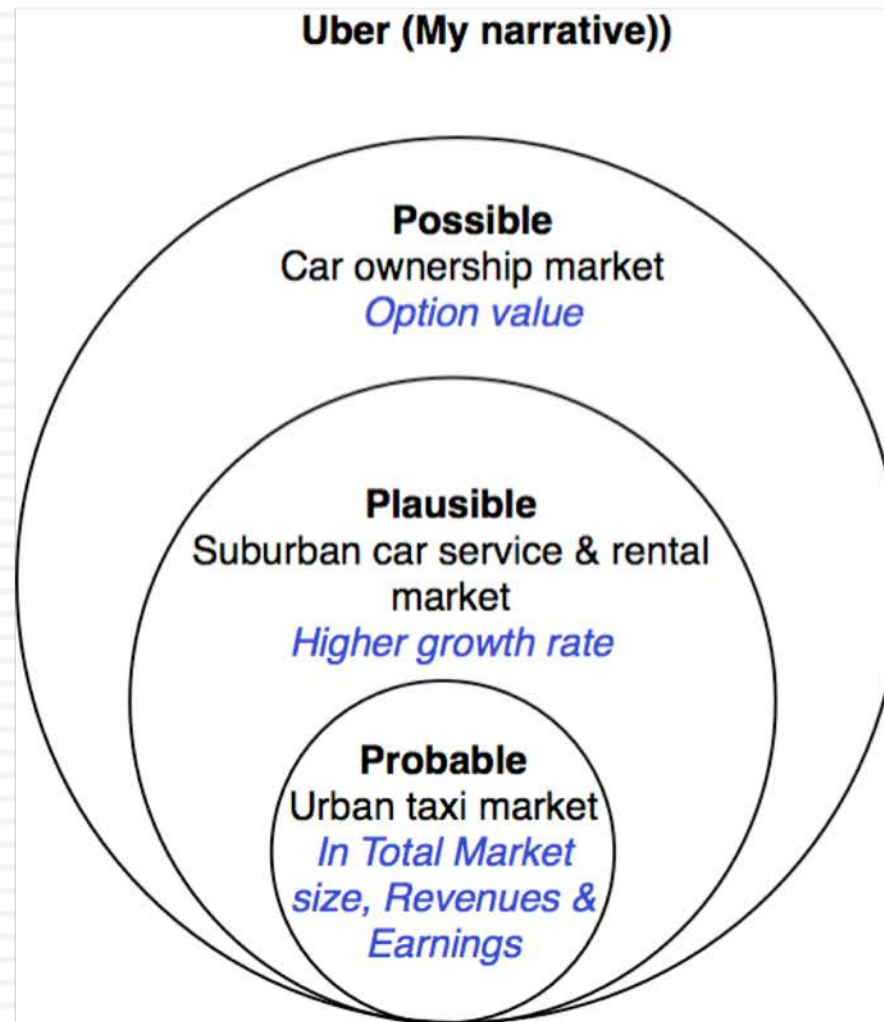 Uber (My narrative))
Possible
Car ownership market
Option value
Plausible
Suburban car service & rental
market
Higher growth rate
Probable
Urban taxi market
In Total Market
size, Revenues &
Earnings